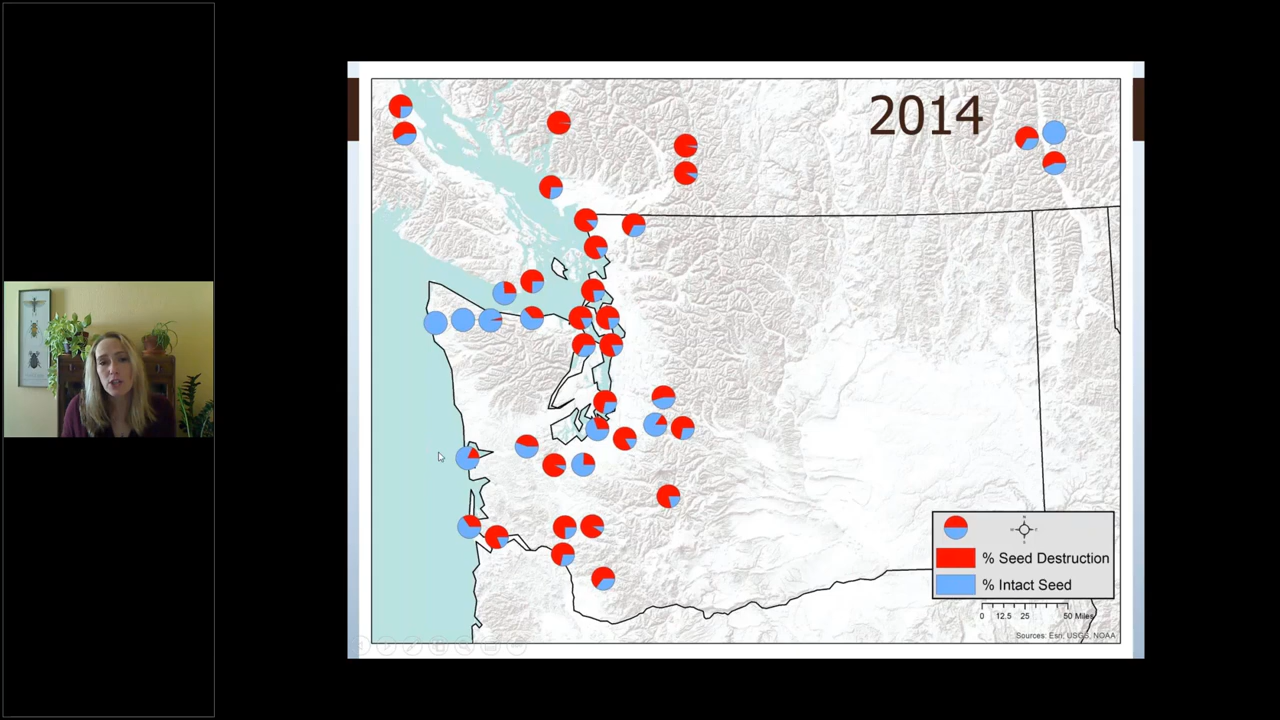 2014
% Seed Destruction
% Intact Seed
0 12.5 25 50 Miles
Sources: Esri, USGS, NOAA